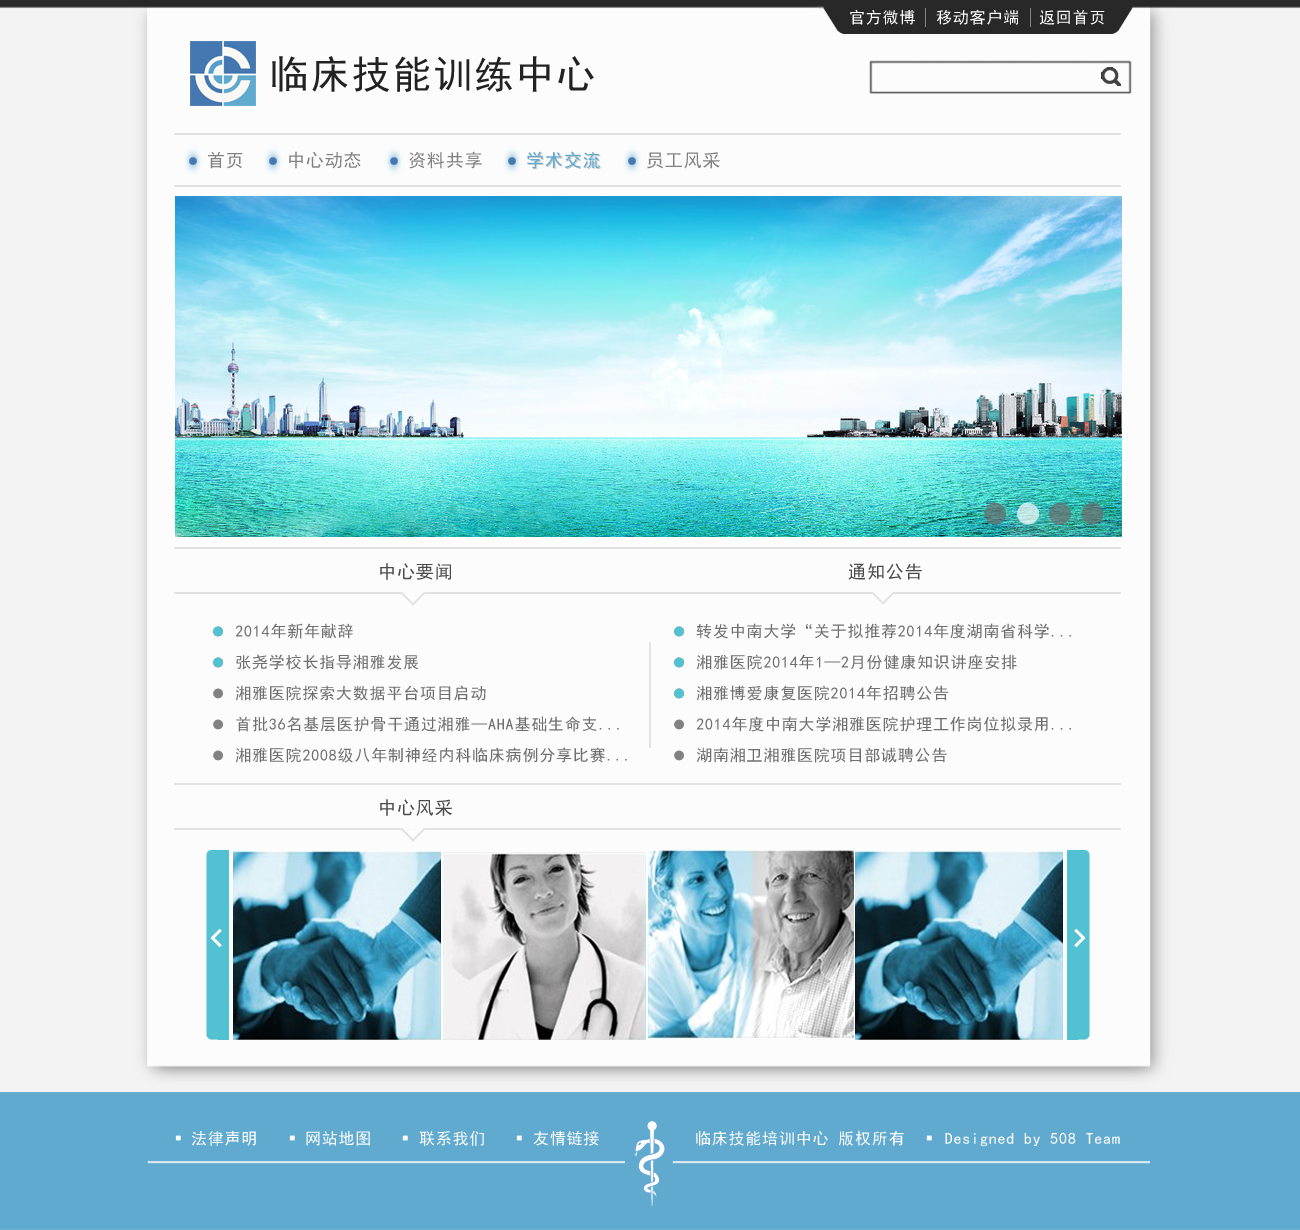 官方微博 移动客户端 返回首页
临床技能训练中心
首页 中心动态 资料共享 学术交流 员工风采
中心要闻
2014年新年献辞
张尧学校长指导湘雅发展
湘雅医院探索大数据平台项目启动
首批36名基层医护骨干通过湘雅—AHA基础生命支...
湘雅医院2008级八年制神经内科临床病例分享比赛...
通知公告
转发中南大学“关于拟推荐2014年度湖南省科学...
湘雅医院2014年1—2月份健康知识讲座安排
湘雅博爱康复医院2014年招聘公告
2014年度中南大学湘雅医院护理工作岗位拟录用...
湖南湘卫湘雅医院项目部诚聘公告
中心风采
法律声明 网站地图 联系我们 友情链接
临床技能培训中心 版权所有 Designed by 508 Team